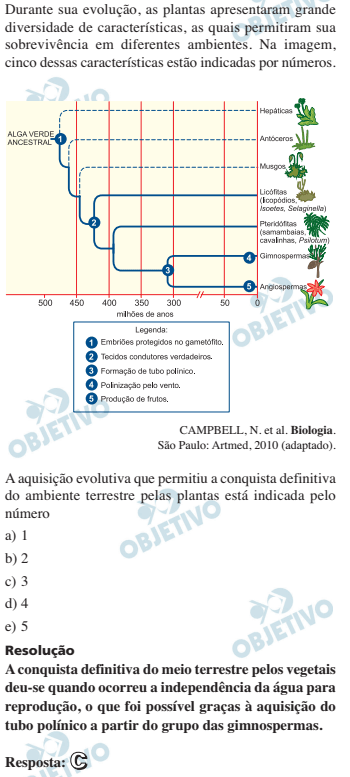 Durante sua evolução, as plantas apresentaram grande
diversidade de características, as quais permitiram sua
sobrevivência em diferentes ambientes. Na imagem,
cinco dessas características estão indicadas por números.
OBJETIVO
Hepáticas
ALGA VERDE
ANCESTRAL
1
Antóceros
Musgos
Licófitas
(licopódios,
Isoetes, Selaginella)
2
Pteridófitas
(samambaias,
cavalinhas, Psilotum)
3
4
Gimnospermas
5
Angiospermas
500 450 400 350 300 50 0
milhões de anos
OBJETIVO
Legenda:
1 Embriões protegidos no gametófito.
2 Tecidos condutores verdadeiros.
3 Formação de tubo polínico.
4 Polinização pelo vento.
5 Produção de frutos.
OBJETIVO
CAMPBELL, N. et al. Biologia.
São Paulo: Artmed, 2010 (adaptado).
A aquisição evolutiva que permitiu a conquista definitiva
do ambiente terrestre pelas plantas está indicada pelo
número
a) 1
b) 2
c) 3
d) 4
e) 5
OBJETIVO
OBJETIVO
Resolução
A conquista definitiva do meio terrestre pelos vegetais
deu-se quando ocorreu a independência da água para
reprodução, o que foi possível graças à aquisição do
tubo polínico a partir do grupo das gimnospermas.
Resposta: C